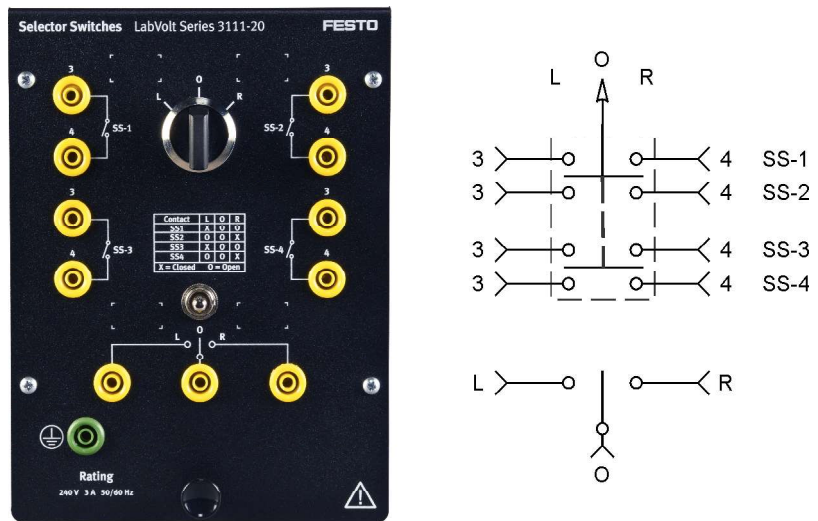 Selector Switches LabVolt Series 3111-20 FESTO
3
4
SS-1
L O R
3
4
SS-2
3
4
SS-3
Contact L O R
SS1 X O O
SS2 O O X
SS3 X O O
SS4 O O X
X = Closed O = Open
3
4
SS-4
L O R
Rating
240 V 3 A 50/60 Hz
L O R
3 4 SS-1
3 4 SS-2
3 4 SS-3
3 4 SS-4
L R
O